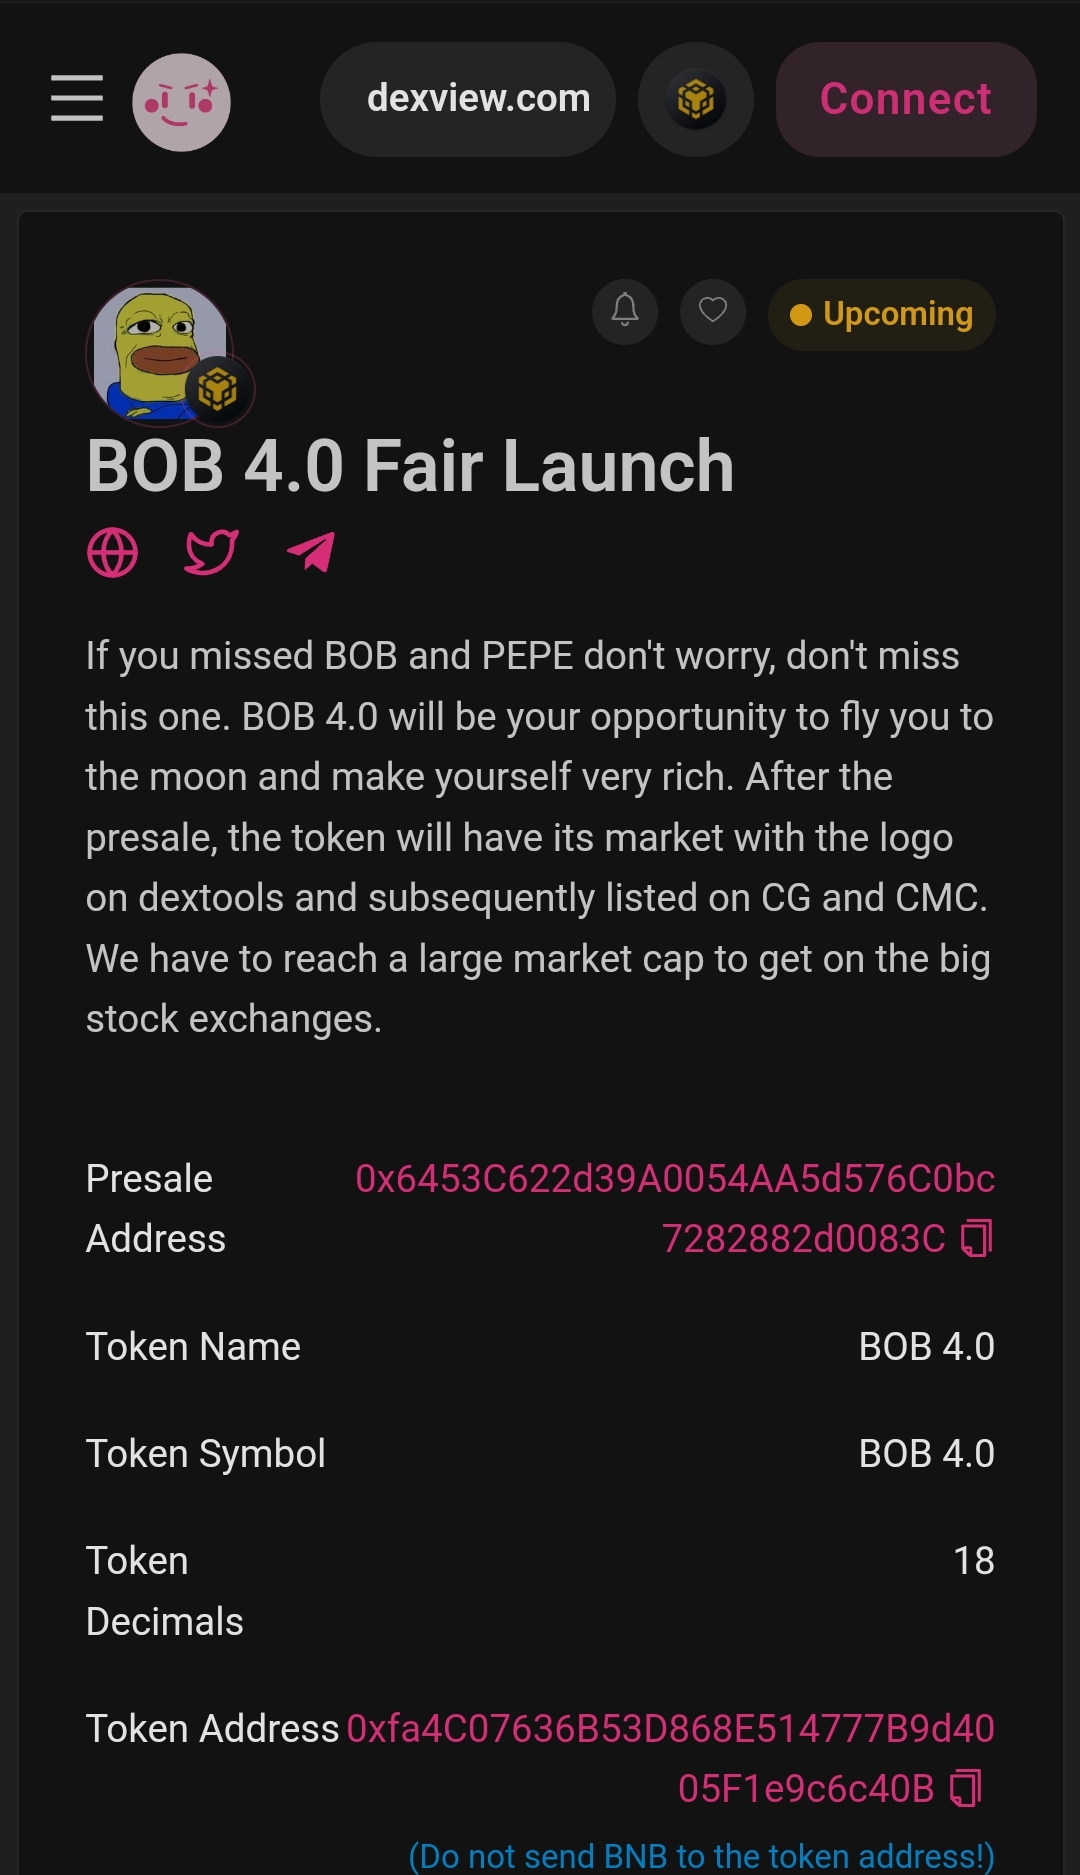 dexview.com
Connect
Upcoming
BOB 4.0 Fair Launch
If you missed BOB and PEPE don't worry, don't miss
this one. BOB 4.0 will be your opportunity to fly you to
the moon and make yourself very rich. After the
presale, the token will have its market with the logo
on dextools and subsequently listed on CG and CMC.
We have to reach a large market cap to get on the big
stock exchanges.
Presale Address
0x6453C622d39A0054AA5d576C0bc
7282882d0083C
Token Name
BOB 4.0
Token Symbol
BOB 4.0
Token Decimals
18
Token Address
0xfa4C07636B53D868E514777B9d40
05F1e9c6c40B
(Do not send BNB to the token address!)